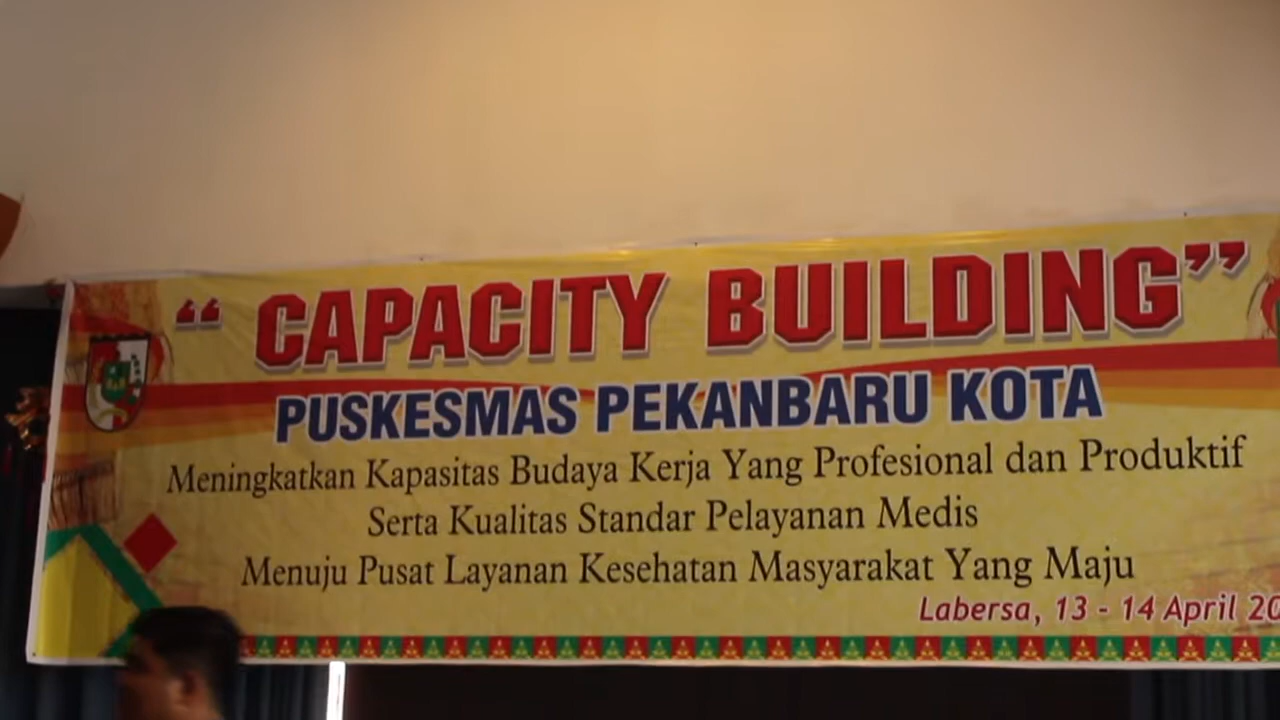 “ CAPACITY BUILDING”
PUSKESMAS PEKANBARU KOTA
Meningkatkan Kapasitas Budaya Kerja Yang Profesional dan Produktif
Serta Kualitas Standar Pelayanan Medis
Menuju Pusat Layanan Kesehatan Masyarakat Yang Maju
Labersa, 13 - 14 April